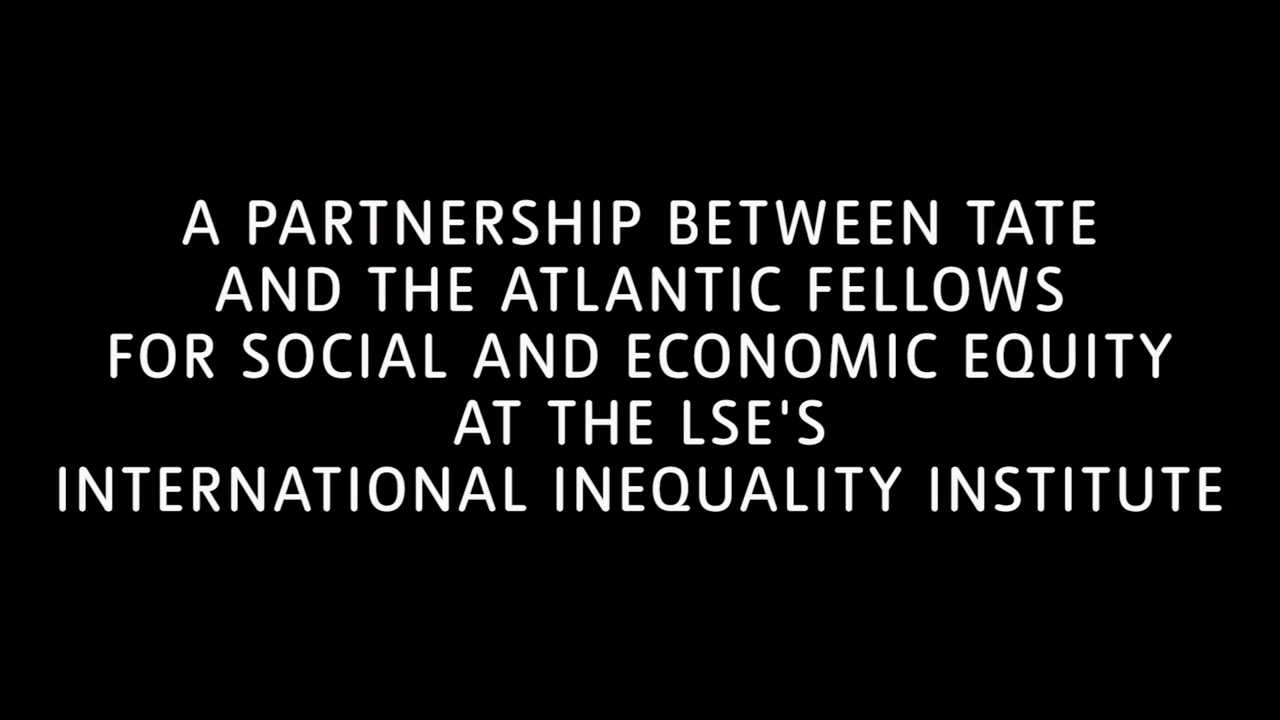 A PARTNERSHIP BETWEEN TATE
AND THE ATLANTIC FELLOWS
FOR SOCIAL AND ECONOMIC EQUITY
AT THE LSE'S
INTERNATIONAL INEQUALITY INSTITUTE